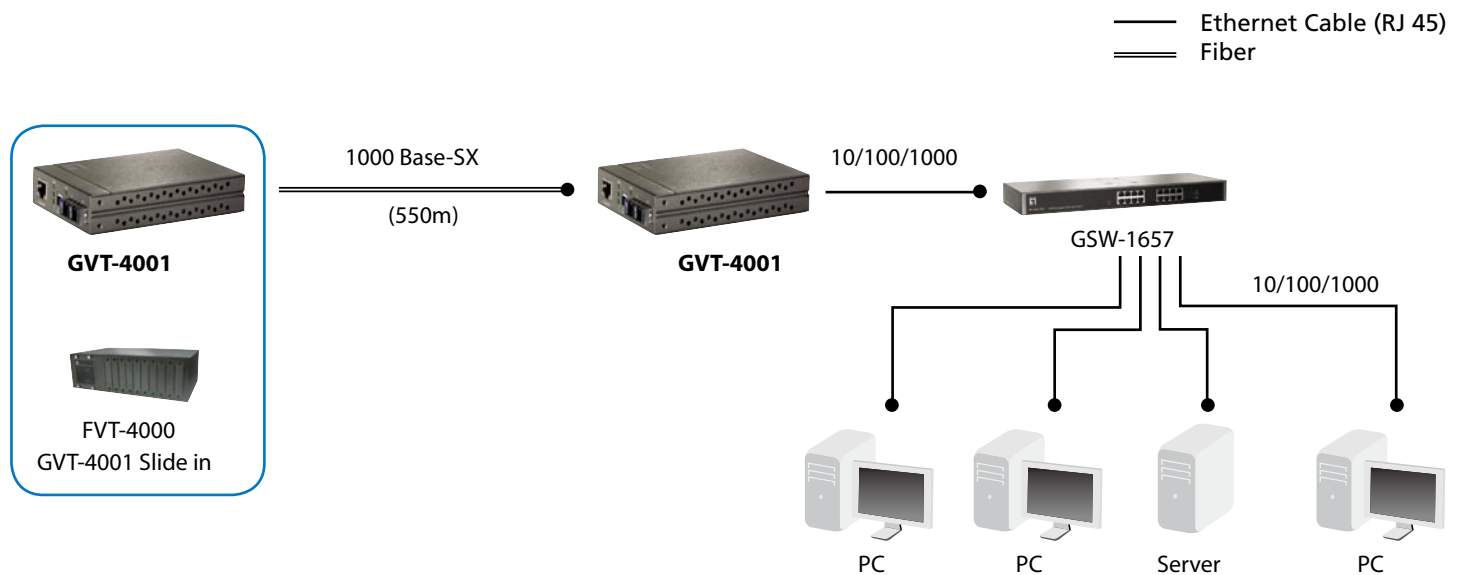 Ethernet Cable (RJ 45)
Fiber
1000 Base-SX
(550m)
10/100/1000
GVT-4001
GVT-4001
GSW-1657
10/100/1000
FVT-4000
GVT-4001 Slide in
PC
PC
Server
PC